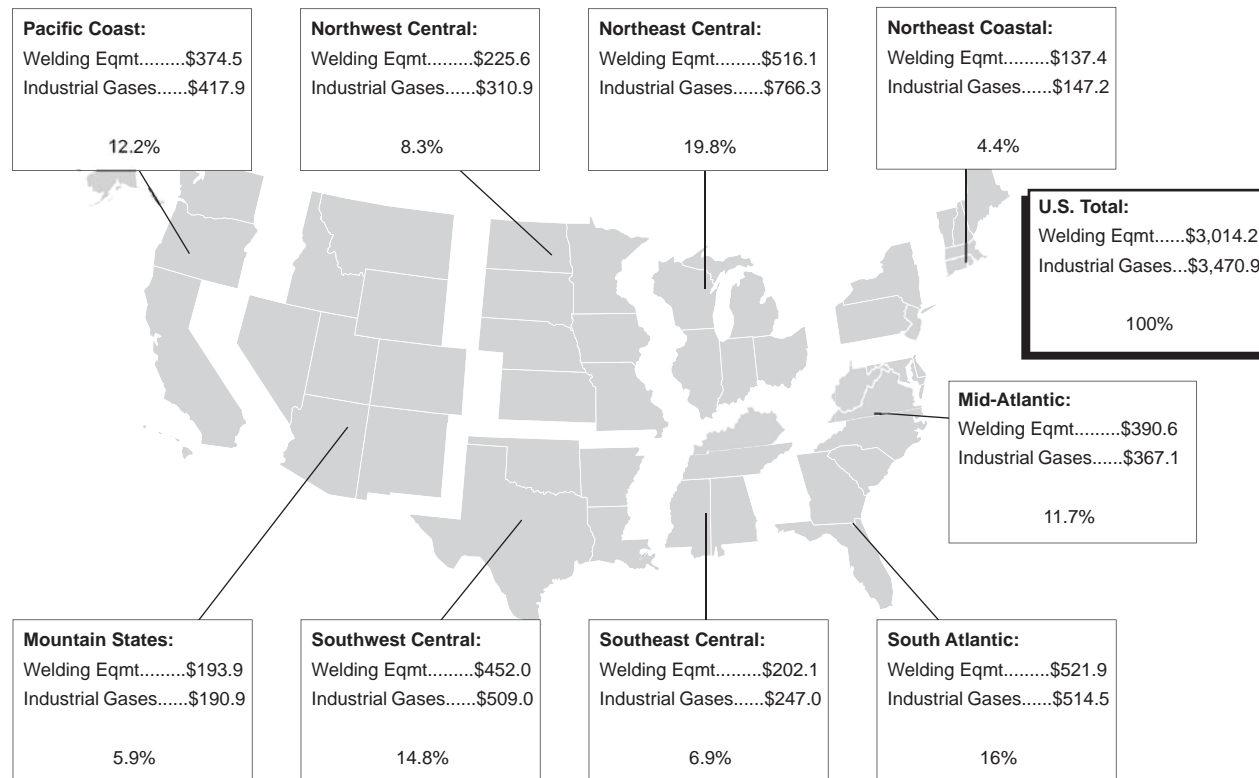 Pacific Coast:
Welding Eqmt.........$374.5
Industrial Gases......$417.9
12.2%
Northwest Central:
Welding Eqmt.........$225.6
Industrial Gases......$310.9
8.3%
Northeast Central:
Welding Eqmt.........$516.1
Industrial Gases......$766.3
19.8%
Northeast Coastal:
Welding Eqmt.........$137.4
Industrial Gases......$147.2
4.4%
U.S. Total:
Welding Eqmt......$3,014.2
Industrial Gases...$3,470.9
100%
Mid-Atlantic:
Welding Eqmt.........$390.6
Industrial Gases......$367.1
11.7%
Mountain States:
Welding Eqmt.........$193.9
Industrial Gases......$190.9
5.9%
Southwest Central:
Welding Eqmt.........$452.0
Industrial Gases......$509.0
14.8%
Southeast Central:
Welding Eqmt.........$202.1
Industrial Gases......$247.0
6.9%
South Atlantic:
Welding Eqmt.........$521.9
Industrial Gases......$514.5
16%